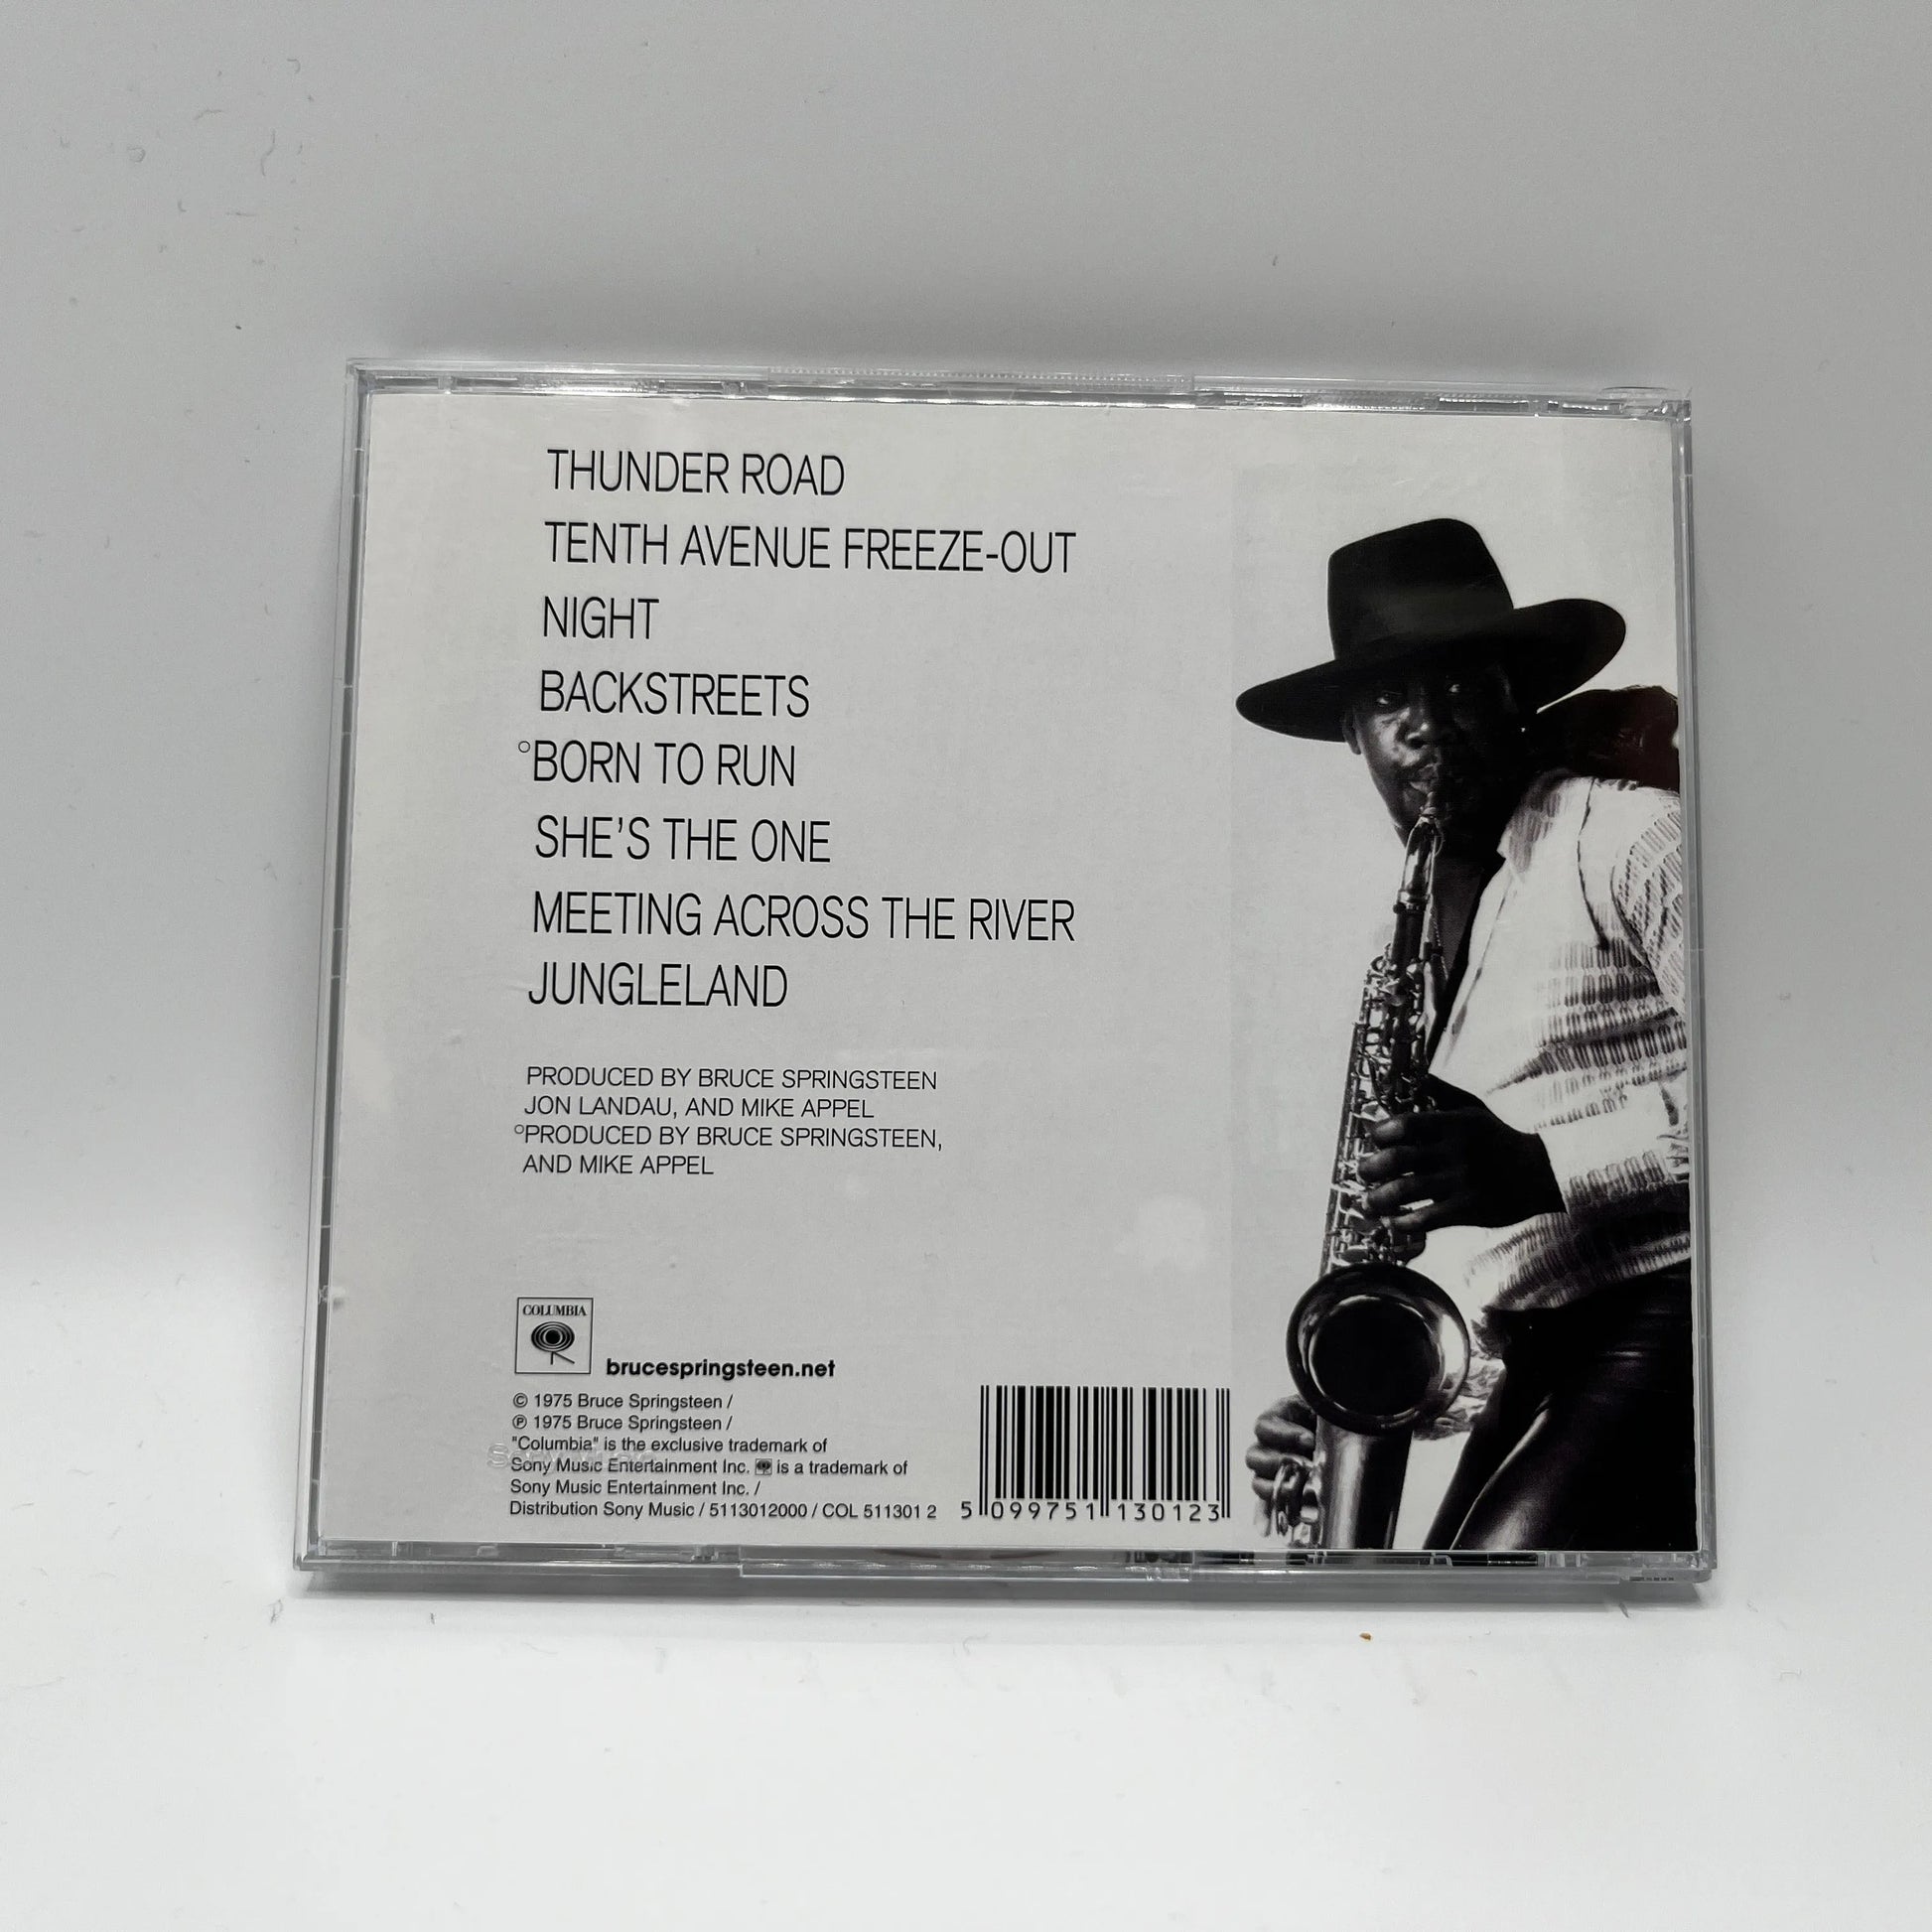 THUNDER ROAD
TENTH AVENUE FREEZE-OUT
NIGHT
BACKSTREETS
°BORN TO RUN
SHE'S THE ONE
MEETING ACROSS THE RIVER
JUNGLELAND
PRODUCED BY BRUCE SPRINGSTEEN
JON LANDAU, AND MIKE APPEL
°PRODUCED BY BRUCE SPRINGSTEEN,
AND MIKE APPEL
COLUMBIA
brucespringsteen.net
© 1975 Bruce Springsteen /
℗ 1975 Bruce Springsteen /
"Columbia" is the exclusive trademark of
Sony Music Entertainment Inc. is a trademark of
Sony Music Entertainment Inc. /
Distribution Sony Music / 5113012000 / COL 511301 2
5 099751 130123